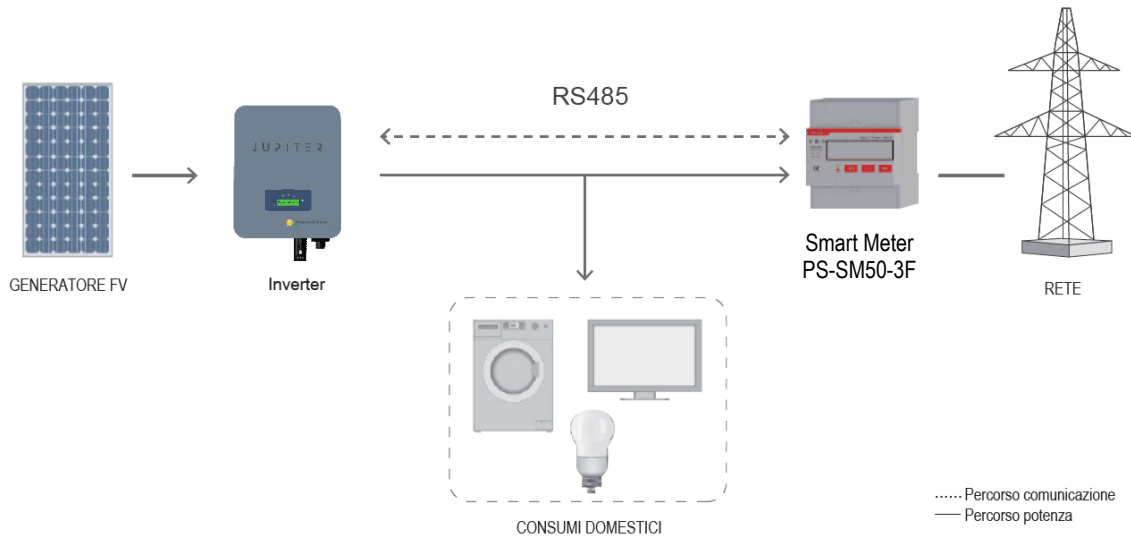 RS485
JUPITER
Smart Meter
PS-SM50-3F
GENERATORE FV
Inverter
RETE
CONSUMI DOMESTICI
Percorso comunicazione
Percorso potenza